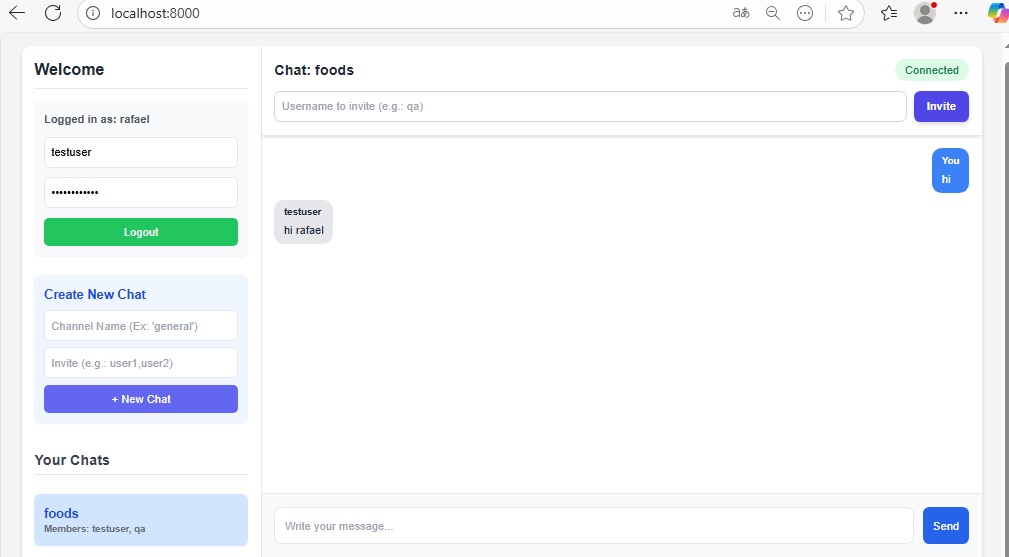 localhost:8000
aあ
Welcome
Logged in as: rafael
testuser
••••••••••••
Logout
Create New Chat
Channel Name (Ex: 'general')
Invite (e.g.: user1,user2)
+ New Chat
Your Chats
foods
Members: testuser, qa
Chat: foods
Connected
Username to invite (e.g.: qa)
Invite
You
hi
testuser
hi rafael
Write your message...
Send